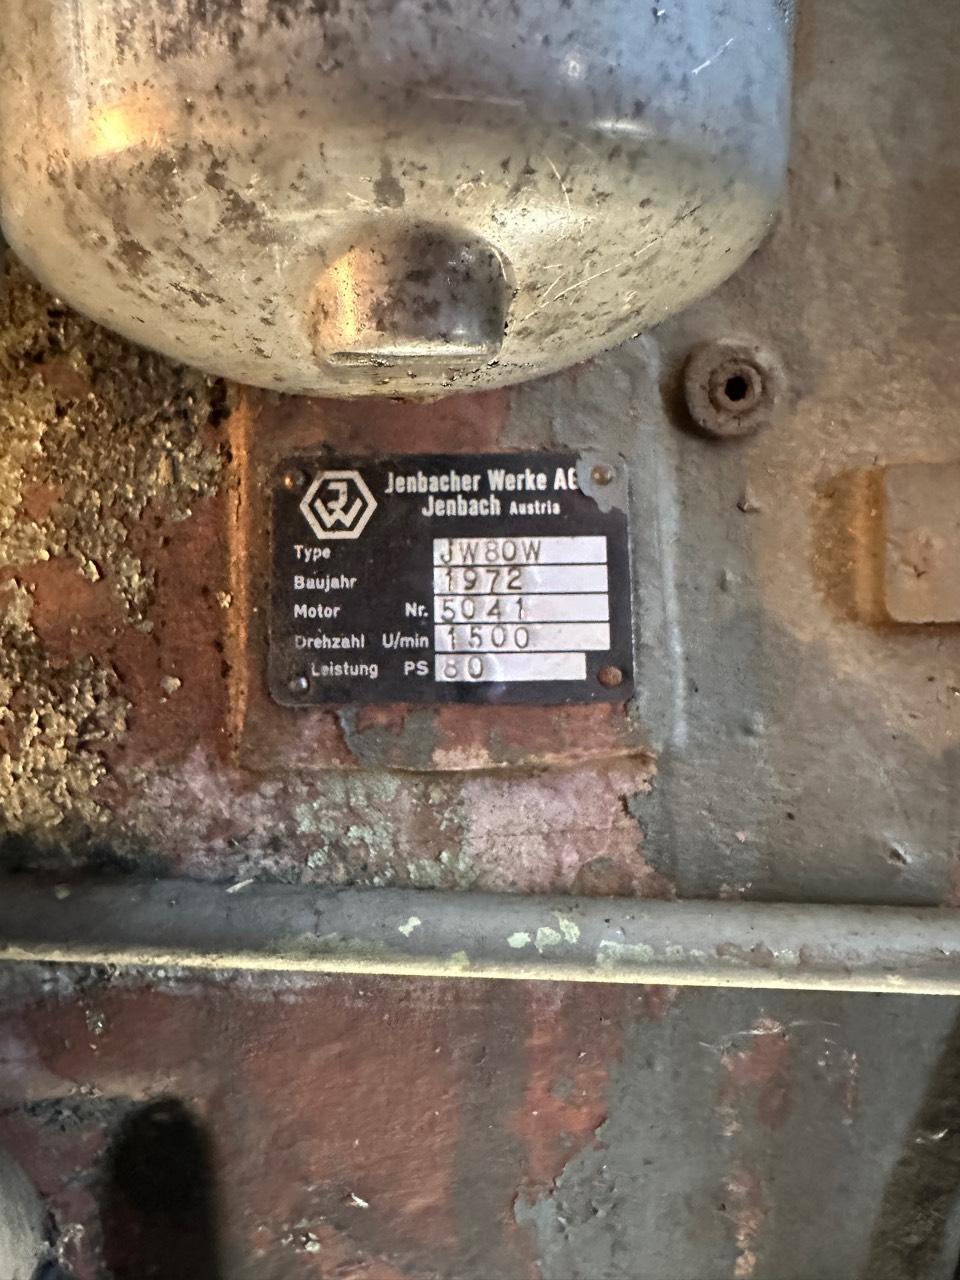 JW
Jenbacher Werke AG
Jenbach Austria
Type JW80W
Baujahr 1972
Motor Nr. 5041
Drehzahl U/min 1500
Leistung PS 80